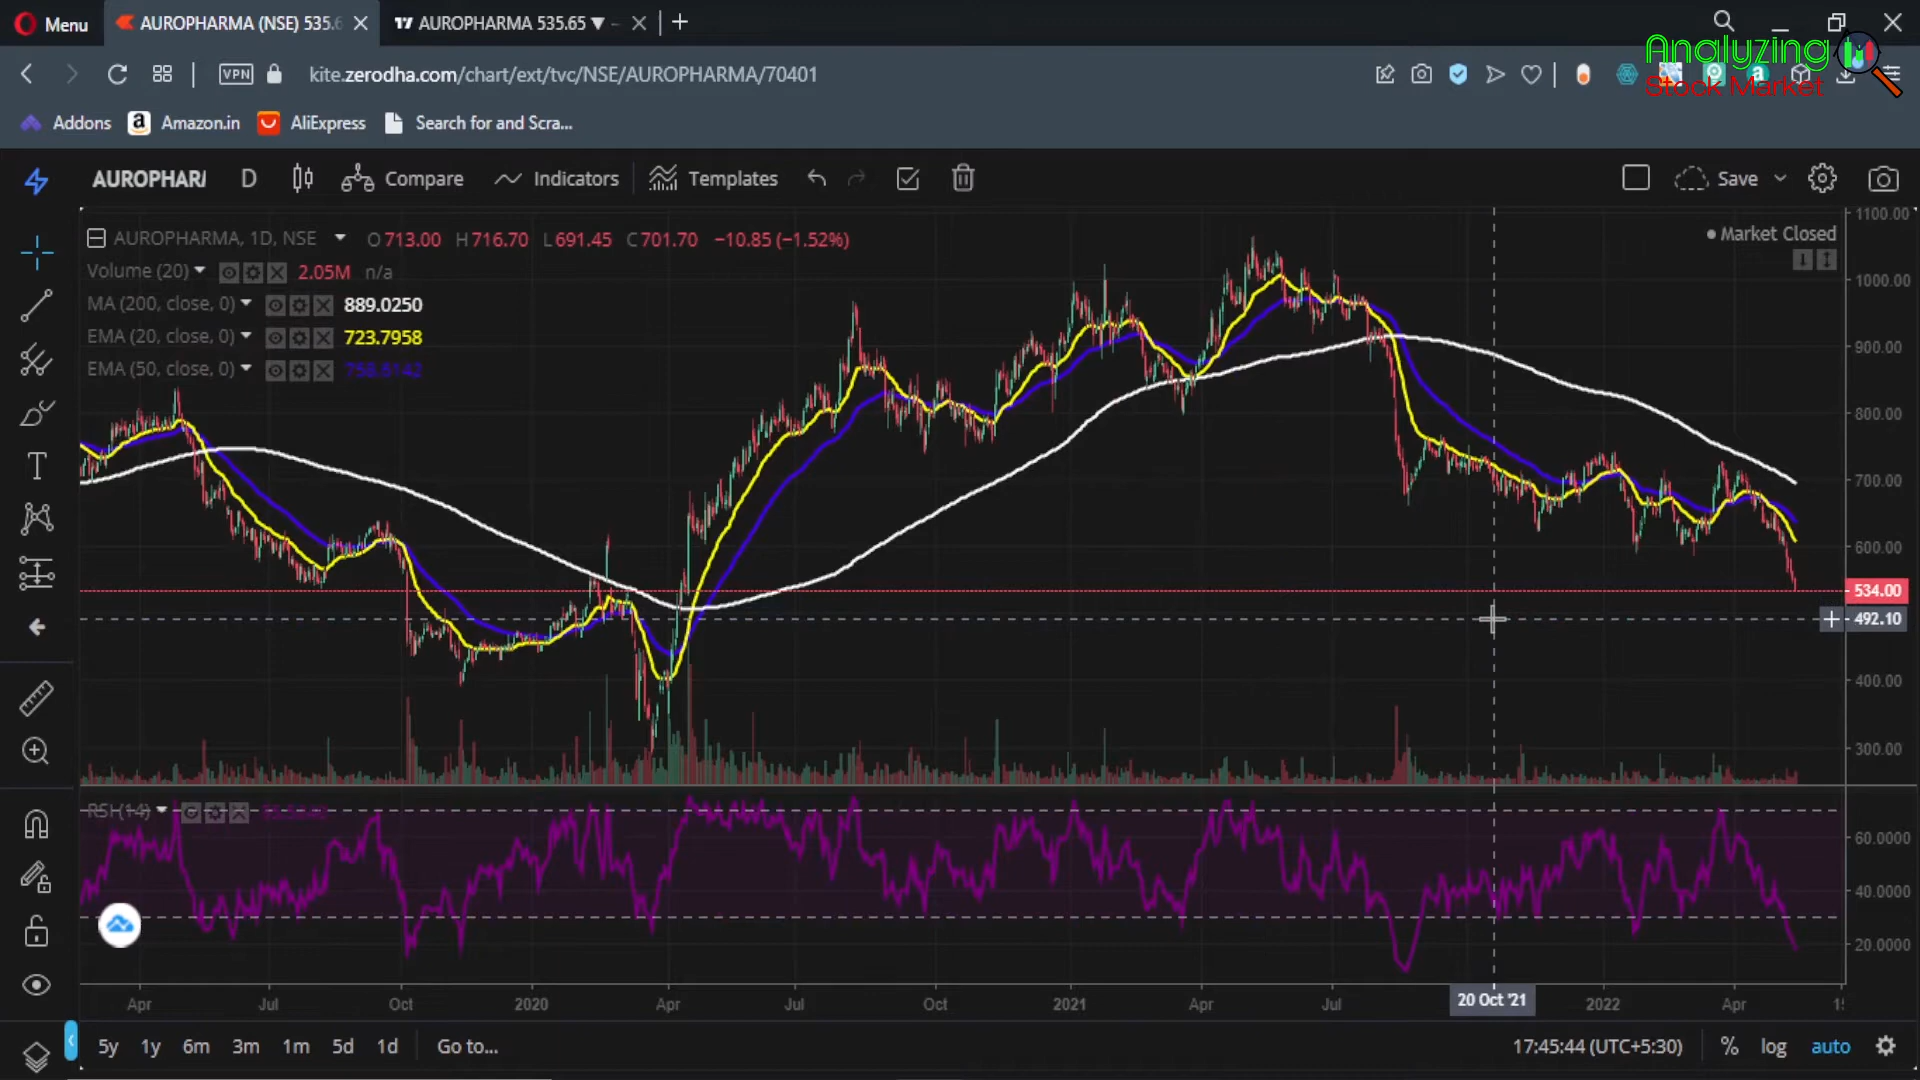 Menu AUROPHARMA (NSE) 535.6 AUROPHARMA 535.65 ▼ -
Analyzing
Stock Market
VPN kite.zerodha.com/chart/ext/tvc/NSE/AUROPHARMA/70401
Addons Amazon.in AliExpress Search for and Scra...
AUROPHAR D Compare Indicators Templates Save
AUROPHARMA, 1D, NSE O713.00 H716.70 L691.45 C701.70 −10.85 (−1.52%)
Market Closed
Volume (20) 2.05M n/a
MA (200, close, 0) 889.0250
EMA (20, close, 0) 723.7958
EMA (50, close, 0)
1100.00
1000.00
900.00
800.00
700.00
600.00
534.00
492.10
400.00
300.00
RSI (14)
60.0000
40.0000
20.0000
Apr Jul Oct 2020 Apr Jul Oct 2021 Apr Jul 20 Oct '21 2022 Apr
5y 1y 6m 3m 1m 5d 1d Go to... 17:45:44 (UTC+5:30) % log auto